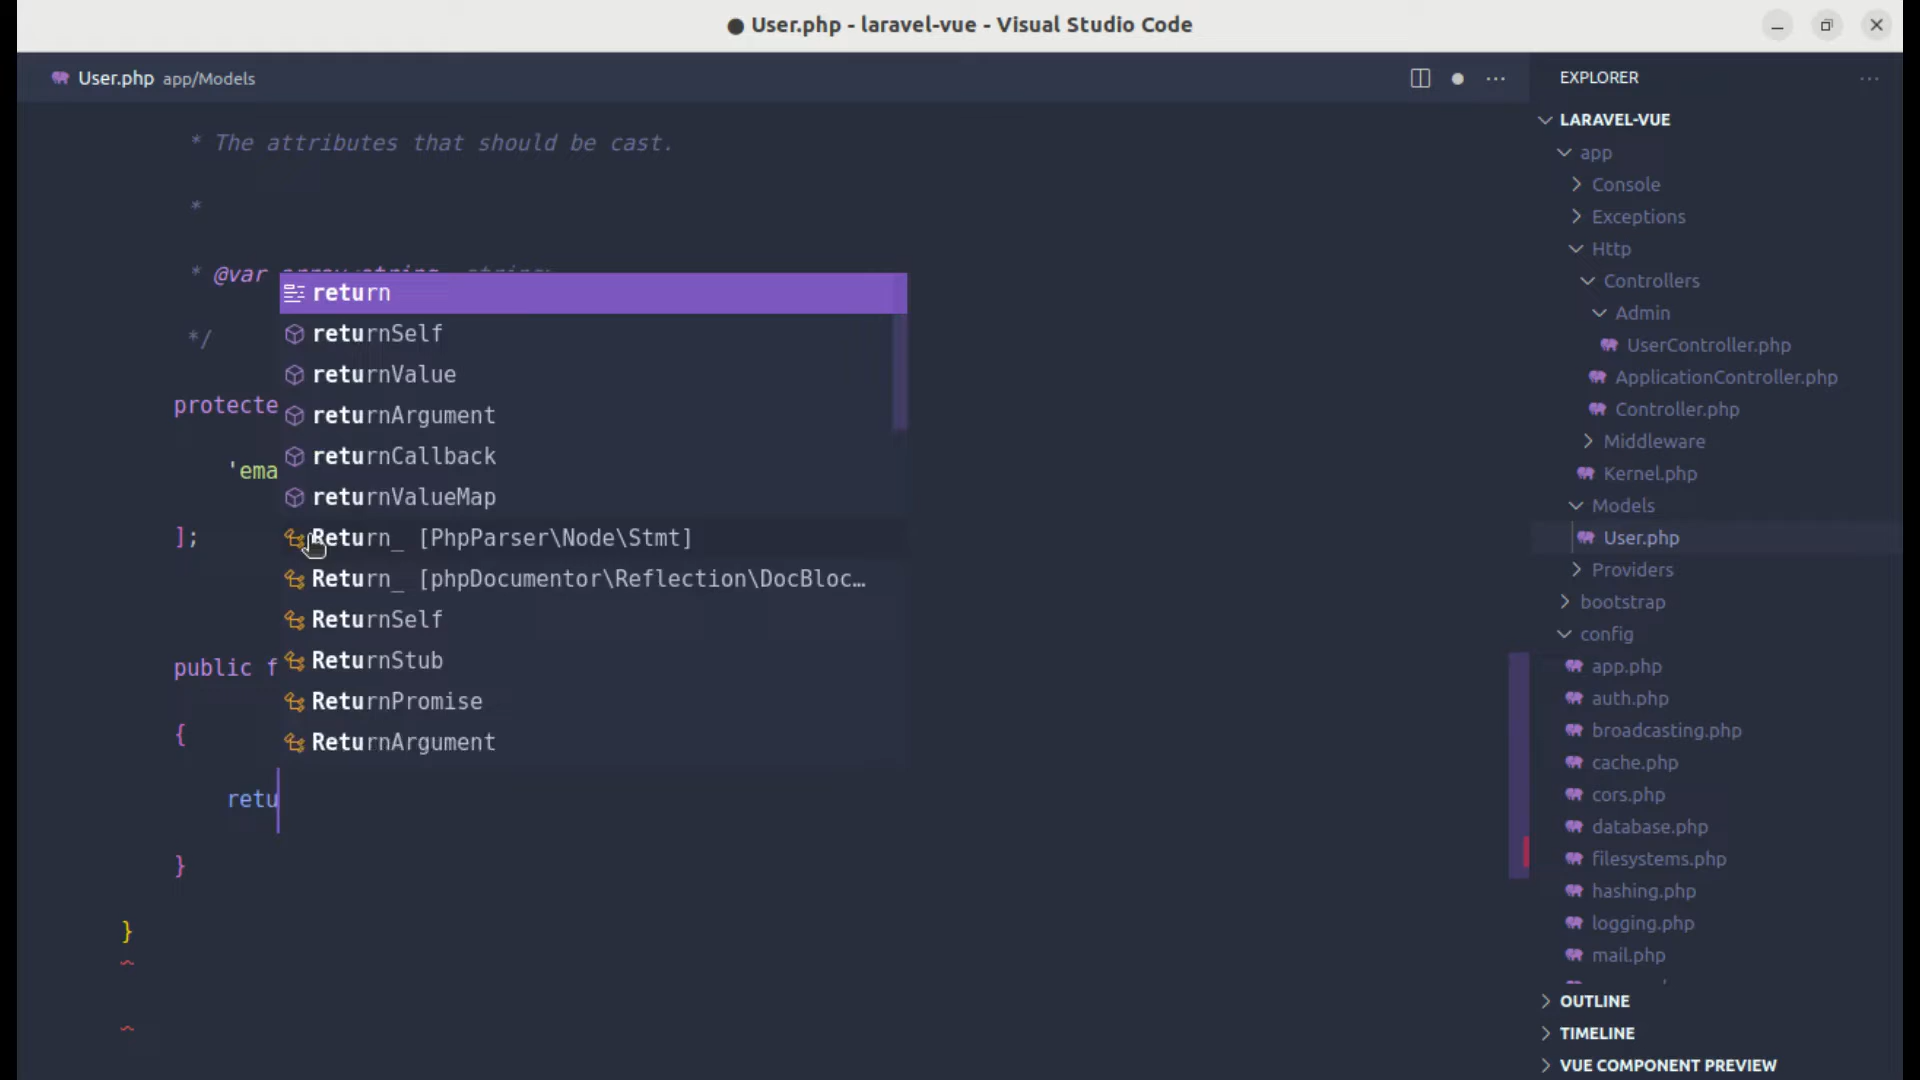 ● User.php - laravel-vue - Visual Studio Code
User.php app/Models
* The attributes that should be cast.
*
* @var array<string, string>
*/
protecte
'ema
];
public f
{
retu
}
}
return
returnSelf
returnValue
returnArgument
returnCallback
returnValueMap
Return_ [PhpParser\Node\Stmt]
Return_ [phpDocumentor\Reflection\DocBloc…
ReturnSelf
ReturnStub
ReturnPromise
ReturnArgument
EXPLORER
LARAVEL-VUE
app
Console
Exceptions
Http
Controllers
Admin
UserController.php
ApplicationController.php
Controller.php
Middleware
Kernel.php
Models
User.php
Providers
bootstrap
config
app.php
auth.php
broadcasting.php
cache.php
cors.php
database.php
filesystems.php
hashing.php
logging.php
mail.php
OUTLINE
TIMELINE
VUE COMPONENT PREVIEW